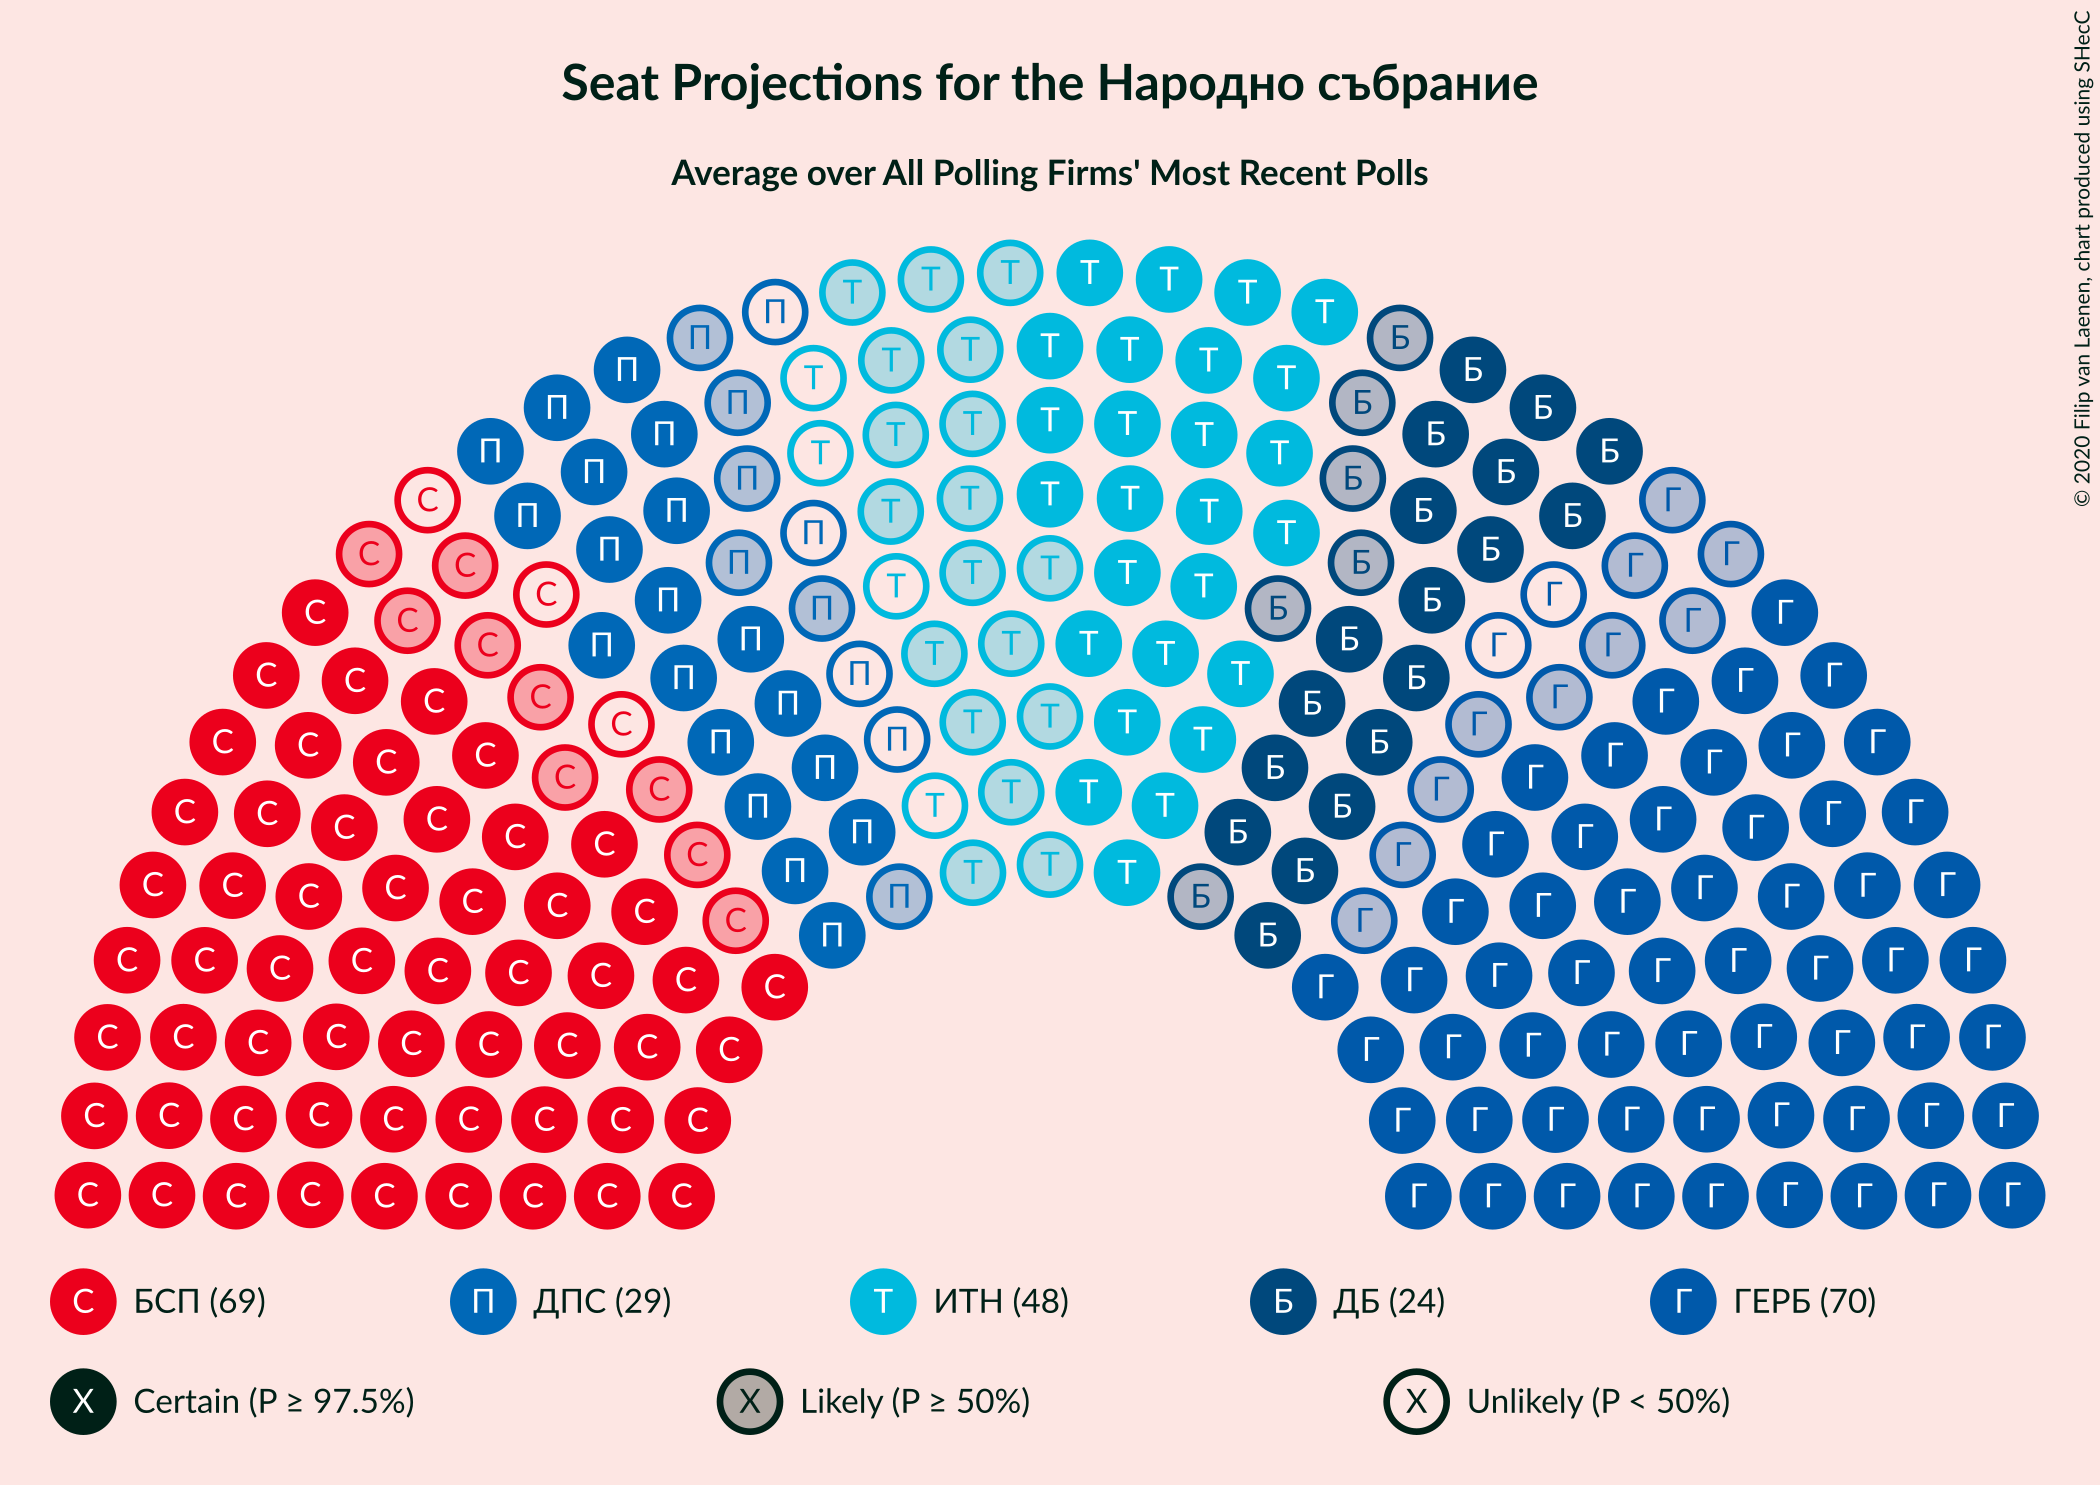 Seat Projections for the Народно събрание
Average over All Polling Firms' Most Recent Polls
© 2020 Filip van Laenen, chart produced using SHecC
С БСП (69) П ДПС (29) Т ИТН (48) Б ДБ (24) Г ГЕРБ (70)
X Certain (P ≥ 97.5%) X Likely (P ≥ 50%) X Unlikely (P < 50%)